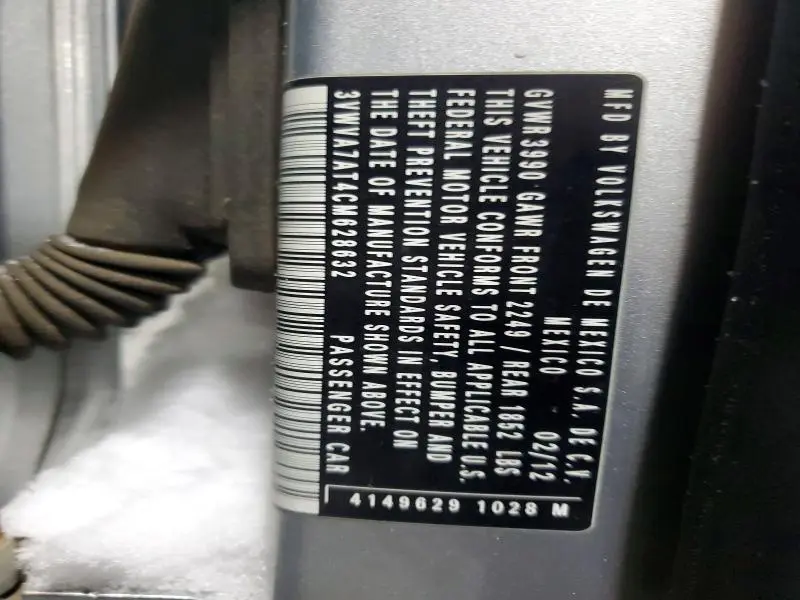 MFD BY VOLKSWAGEN DE MEXICO S.A. DE C.V.
MEXICO 02/12
GVWR 3990 GAWR FRONT 2249 / REAR 1852 LBS
THIS VEHICLE CONFORMS TO ALL APPLICABLE U.S.
FEDERAL MOTOR VEHICLE SAFETY, BUMPER AND
THEFT PREVENTION STANDARDS IN EFFECT ON
THE DATE OF MANUFACTURE SHOWN ABOVE.
3VWVA7AT4CM628632 PASSENGER CAR
4149629 1028 M